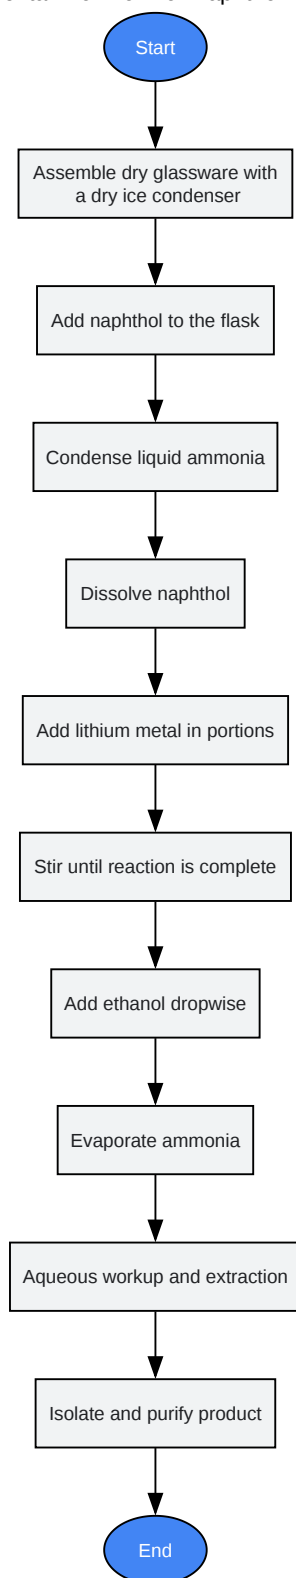 Start
Assemble dry glassware with
a dry ice condenser
Add naphthol to the flask
Condense liquid ammonia
Dissolve naphthol
Add lithium metal in portions
Stir until reaction is complete
Add ethanol dropwise
Evaporate ammonia
Aqueous workup and extraction
Isolate and purify product
End